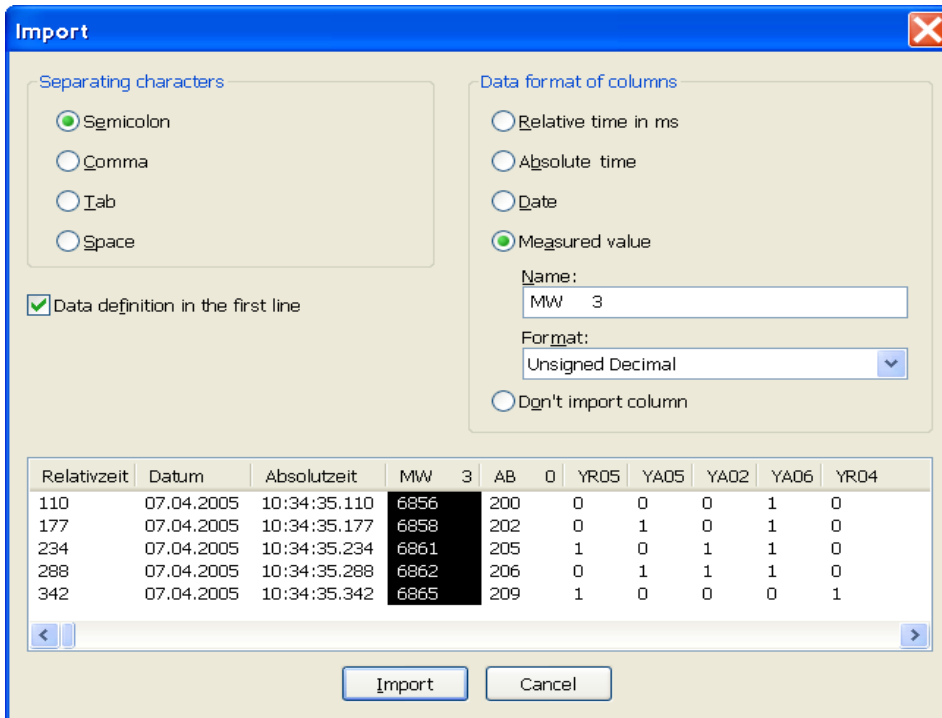 Import
Separating characters
Semicolon
Comma
Tab
Space
Data definition in the first line
Data format of columns
Relative time in ms
Absolute time
Date
Measured value
Name:
MW 3
Format:
Unsigned Decimal
Don't import column
Relativzeit Datum Absolutzeit MW 3 AB 0 YR05 YA05 YA02 YA06 YR04
110 07.04.2005 10:34:35.110 6856 200 0 0 0 1 0
177 07.04.2005 10:34:35.177 6858 202 0 1 0 1 0
234 07.04.2005 10:34:35.234 6861 205 1 0 1 1 0
288 07.04.2005 10:34:35.288 6862 206 0 1 1 1 0
342 07.04.2005 10:34:35.342 6865 209 1 0 0 0 1
Import Cancel